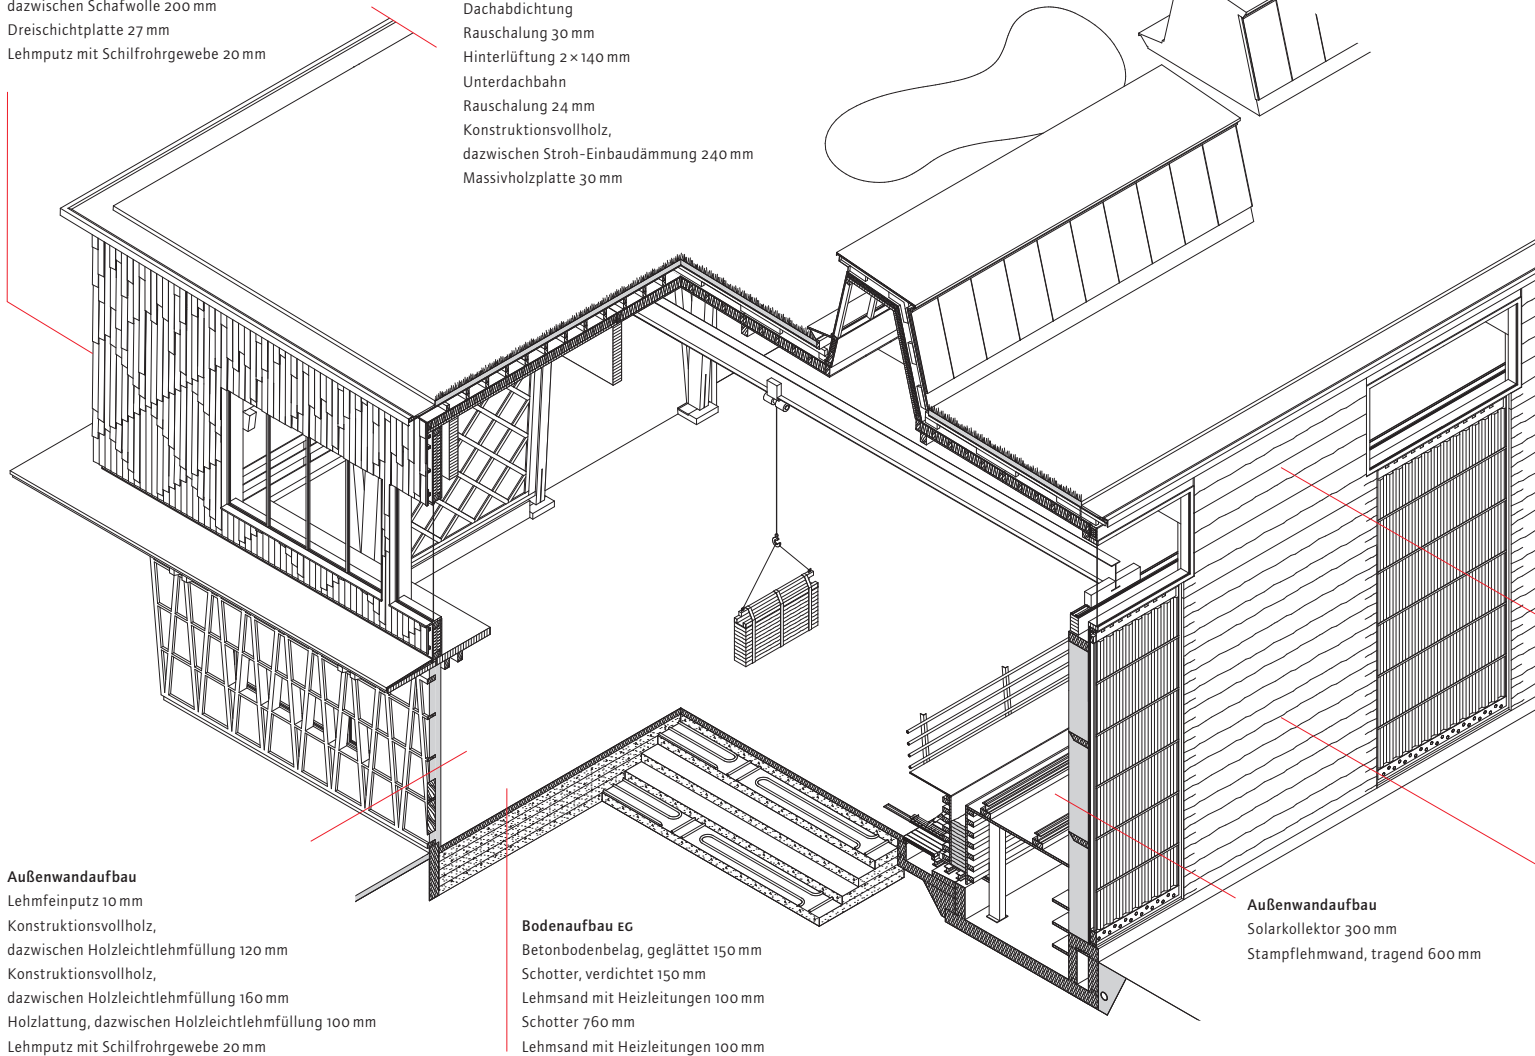 dazwischen Schafwolle 200 mm
Dreischichtplatte 27 mm
Lehmputz mit Schilfrohrgewebe 20 mm
Dachabdichtung
Rauschalung 30 mm
Hinterlüftung 2 × 140 mm
Unterdachbahn
Rauschalung 24 mm
Konstruktionsvollholz,
dazwischen Stroh-Einbaudämmung 240 mm
Massivholzplatte 30 mm
Außenwandaufbau
Lehmfeinputz 10 mm
Konstruktionsvollholz,
dazwischen Holzleichtlehmfüllung 120 mm
Konstruktionsvollholz,
dazwischen Holzleichtlehmfüllung 160 mm
Holzlattung, dazwischen Holzleichtlehmfüllung 100 mm
Lehmputz mit Schilfrohrgewebe 20 mm
Bodenaufbau EG
Betonbodenbelag, geglättet 150 mm
Schotter, verdichtet 150 mm
Lehmsand mit Heizleitungen 100 mm
Schotter 760 mm
Lehmsand mit Heizleitungen 100 mm
Außenwandaufbau
Solarkollektor 300 mm
Stampflehmwand, tragend 600 mm